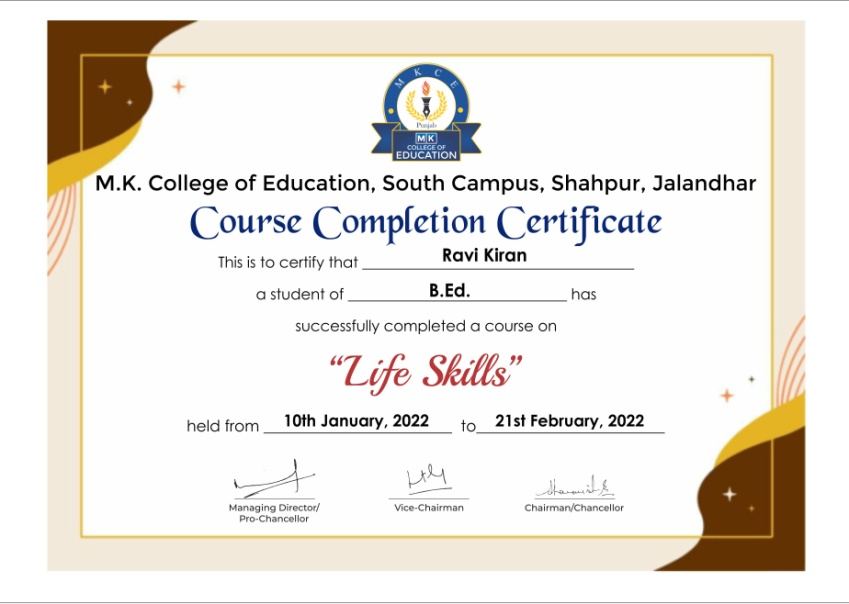 M K C E
Punjab
M K
COLLEGE OF
EDUCATION
M.K. College of Education, South Campus, Shahpur, Jalandhar
Course Completion Certificate
This is to certify that Ravi Kiran
a student of B.Ed. has
successfully completed a course on
“Life Skills”
held from 10th January, 2022 to 21st February, 2022
Managing Director/ Vice-Chairman Chairman/Chancellor
Pro-Chancellor